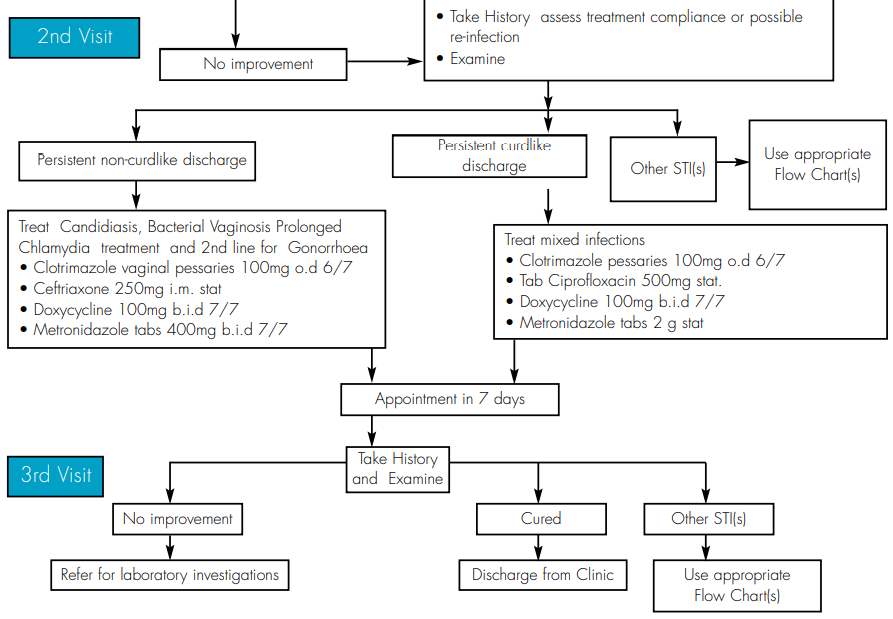 2nd Visit
No improvement
• Take History assess treatment compliance or possible
re-infection
• Examine
Persistent non-curdlike discharge
Persistent curdlike
discharge
Other STI(s)
Use appropriate
Flow Chart(s)
Treat Candidiasis, Bacterial Vaginosis Prolonged
Chlamydia treatment and 2nd line for Gonorrhoea
• Clotrimazole vaginal pessaries 100mg o.d 6/7
• Ceftriaxone 250mg i.m. stat
• Doxycycline 100mg b.i.d 7/7
• Metronidazole tabs 400mg b.i.d 7/7
Treat mixed infections
• Clotrimazole pessaries 100mg o.d 6/7
• Tab Ciprofloxacin 500mg stat.
• Doxycycline 100mg b.i.d 7/7
• Metronidazole tabs 2 g stat
Appointment in 7 days
3rd Visit
Take History
and Examine
No improvement
Cured
Other STI(s)
Refer for laboratory investigations
Discharge from Clinic
Use appropriate
Flow Chart(s)